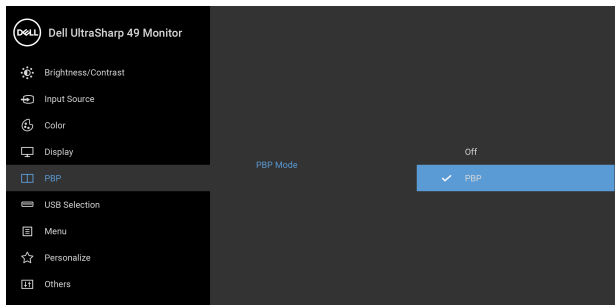 DELL
Dell UltraSharp 49 Monitor
Brightness/Contrast
Input Source
Color
Display
PBP
USB Selection
Menu
Personalize
Others
PBP Mode
Off
PBP